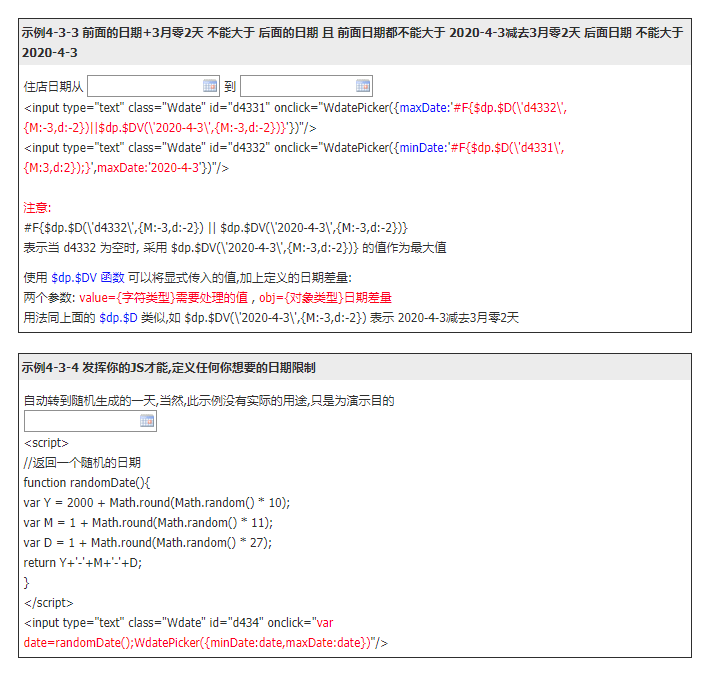 示例4-3-3 前面的日期+3月零2天 不能大于 后面的日期 且 前面日期都不能大于 2020-4-3减去3月零2天 后面日期 不能大于
2020-4-3
住店日期从 到
<input type="text" class="Wdate" id="d4331" onclick="WdatePicker({maxDate:'#F{$dp.$D(\'d4332\',
{M:-3,d:-2})||$dp.$DV(\'2020-4-3\',{M:-3,d:-2})}'})"/>
<input type="text" class="Wdate" id="d4332" onclick="WdatePicker({minDate:'#F{$dp.$D(\'d4331\',
{M:3,d:2});}',maxDate:'2020-4-3'})"/>
注意:
#F{$dp.$D(\'d4332\',{M:-3,d:-2}) || $dp.$DV(\'2020-4-3\',{M:-3,d:-2})}
表示当 d4332 为空时, 采用 $dp.$DV(\'2020-4-3\',{M:-3,d:-2})} 的值作为最大值
使用 $dp.$DV 函数 可以将显式传入的值,加上定义的日期差量:
两个参数: value={字符类型}需要处理的值 , obj={对象类型}日期差量
用法同上面的 $dp.$D 类似,如 $dp.$DV(\'2020-4-3\',{M:-3,d:-2}) 表示 2020-4-3减去3月零2天
示例4-3-4 发挥你的JS才能,定义任何你想要的日期限制
自动转到随机生成的一天,当然,此示例没有实际的用途,只是为演示目的
<script>
//返回一个随机的日期
function randomDate(){
var Y = 2000 + Math.round(Math.random() * 10);
var M = 1 + Math.round(Math.random() * 11);
var D = 1 + Math.round(Math.random() * 27);
return Y+'-'+M+'-'+D;
}
</script>
<input type="text" class="Wdate" id="d434" onclick="var
date=randomDate();WdatePicker({minDate:date,maxDate:date})"/>